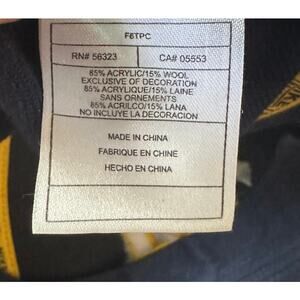 F8TPC
RN# 56323 CA# 05553
85% ACRYLIC/15% WOOL
EXCLUSIVE OF DECORATION
85% ACRYLIQUE/15% LAINE
SANS ORNEMENTS
85% ACRILCO/15% LANA
NO INCLUYE LA DECORACION
MADE IN CHINA
FABRIQUE EN CHINE
HECHO EN CHINA